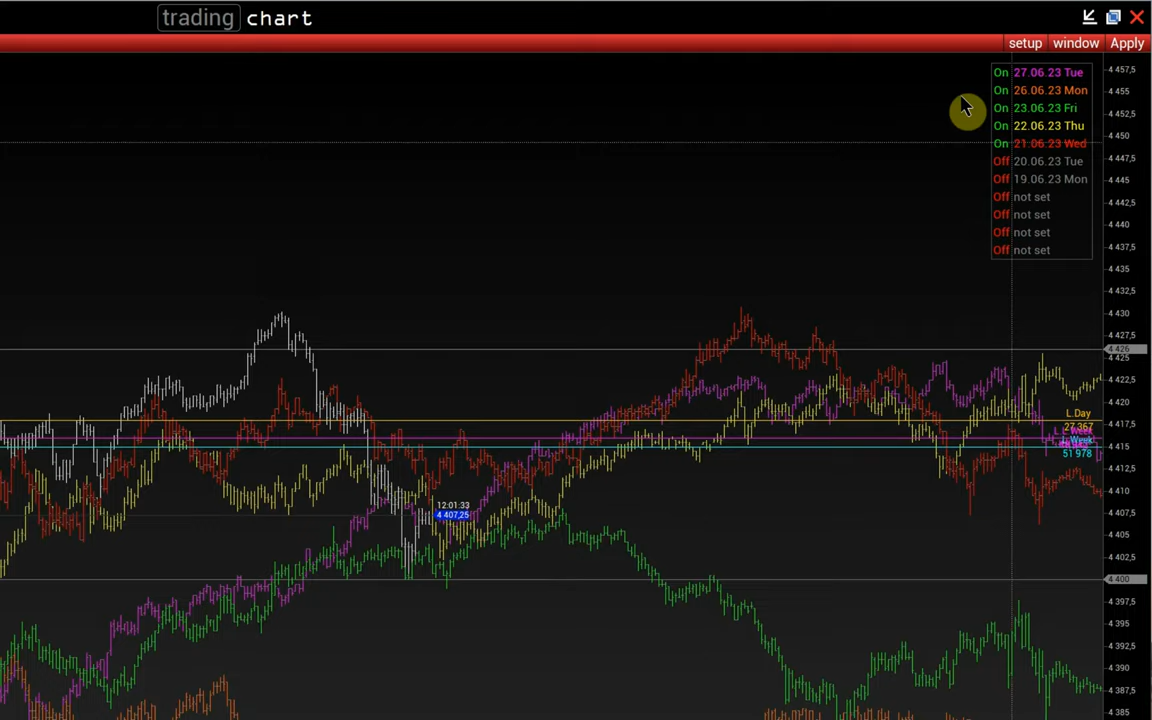 trading chart
setup window Apply
On 27.06.23 Tue
On 26.06.23 Mon
On 23.06.23 Fri
On 22.06.23 Thu
On 21.06.23 Wed
Off 20.06.23 Tue
Off 19.06.23 Mon
Off not set
Off not set
Off not set
Off not set
4 457,5
4 455
4 452,5
4 450
4 447,5
4 445
4 442,5
4 440
4 437,5
4 435
4 432,5
4 430
4 427,5
4 426
4 425
4 422,5
4 420
4 417,5
4 415
4 412,5
4 410
4 407,5
4 405
4 402,5
4 400
4 397,5
4 395
4 392,5
4 390
4 387,5
4 385
L.Day
27 367
Week
51 978
12:01:33
4 407,25